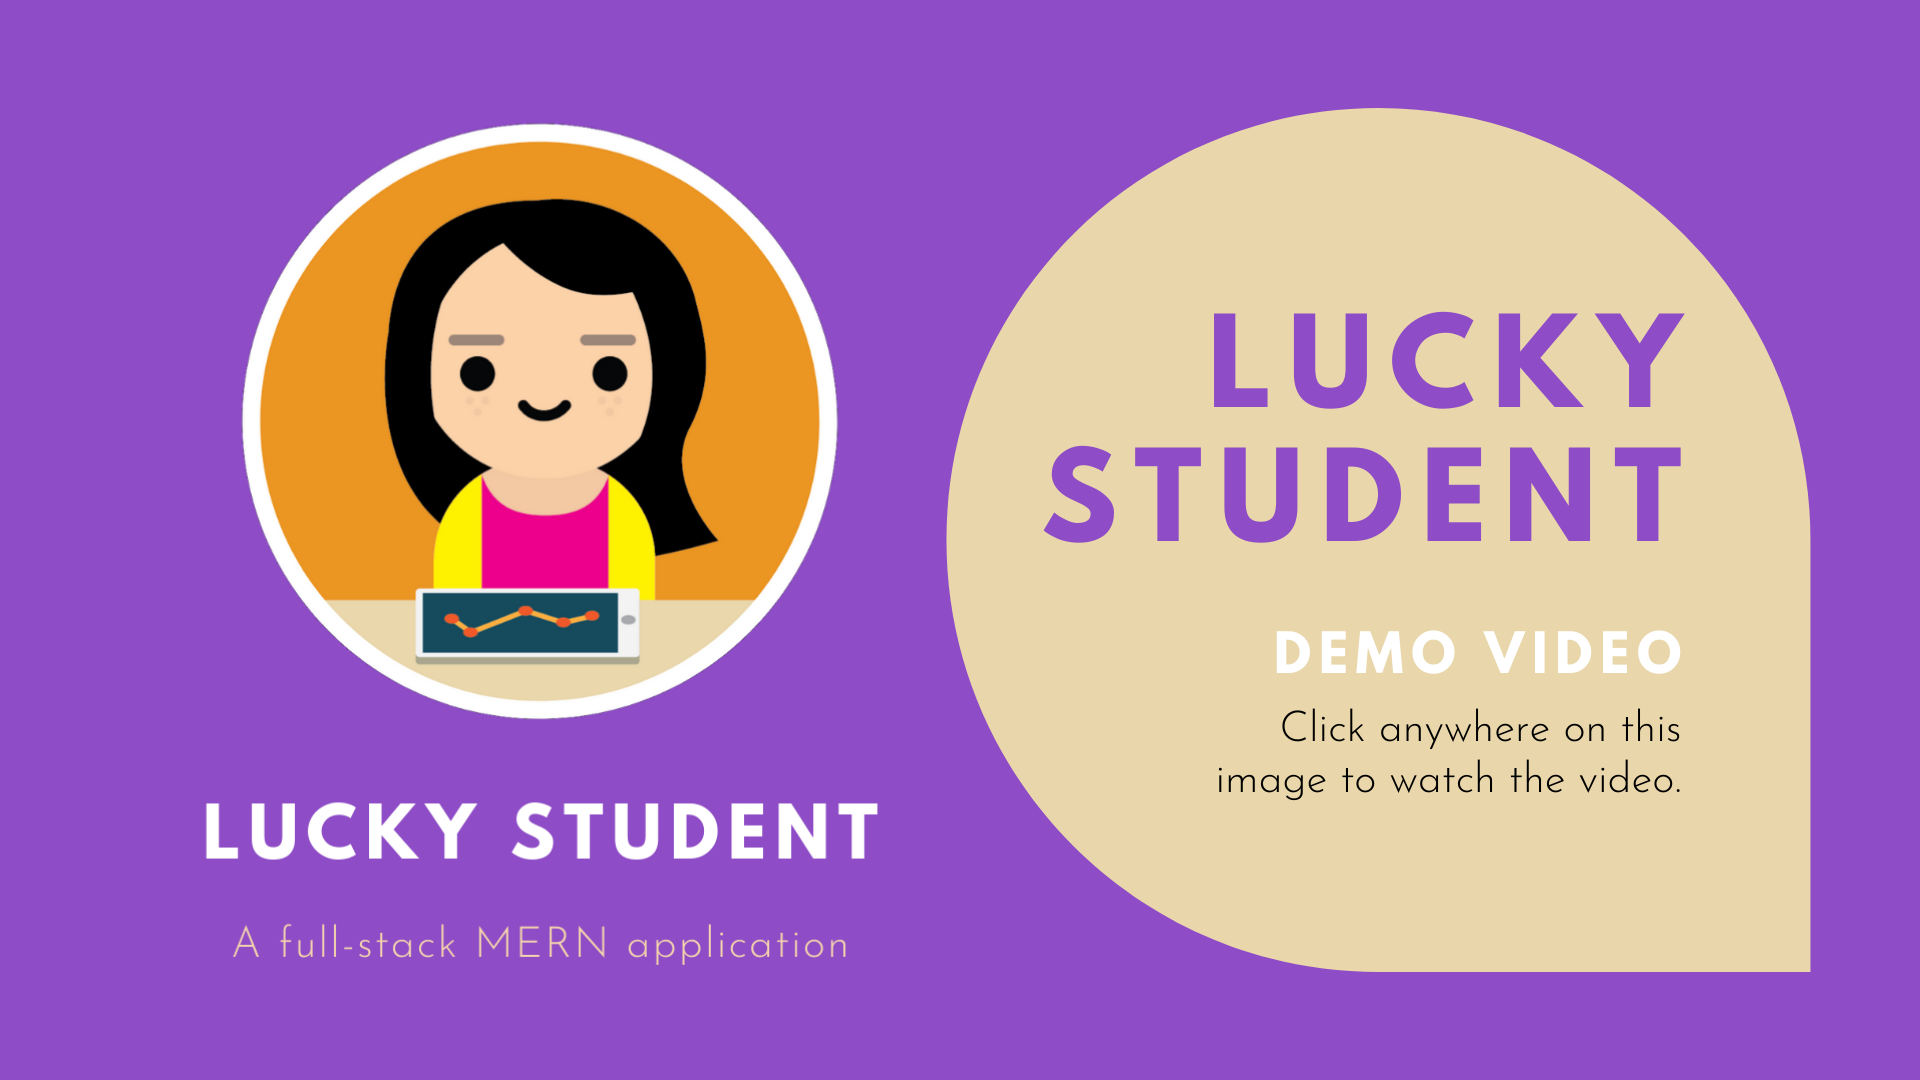 LUCKY STUDENT
A full-stack MERN application
LUCKY
STUDENT
DEMO VIDEO
Click anywhere on this
image to watch the video.